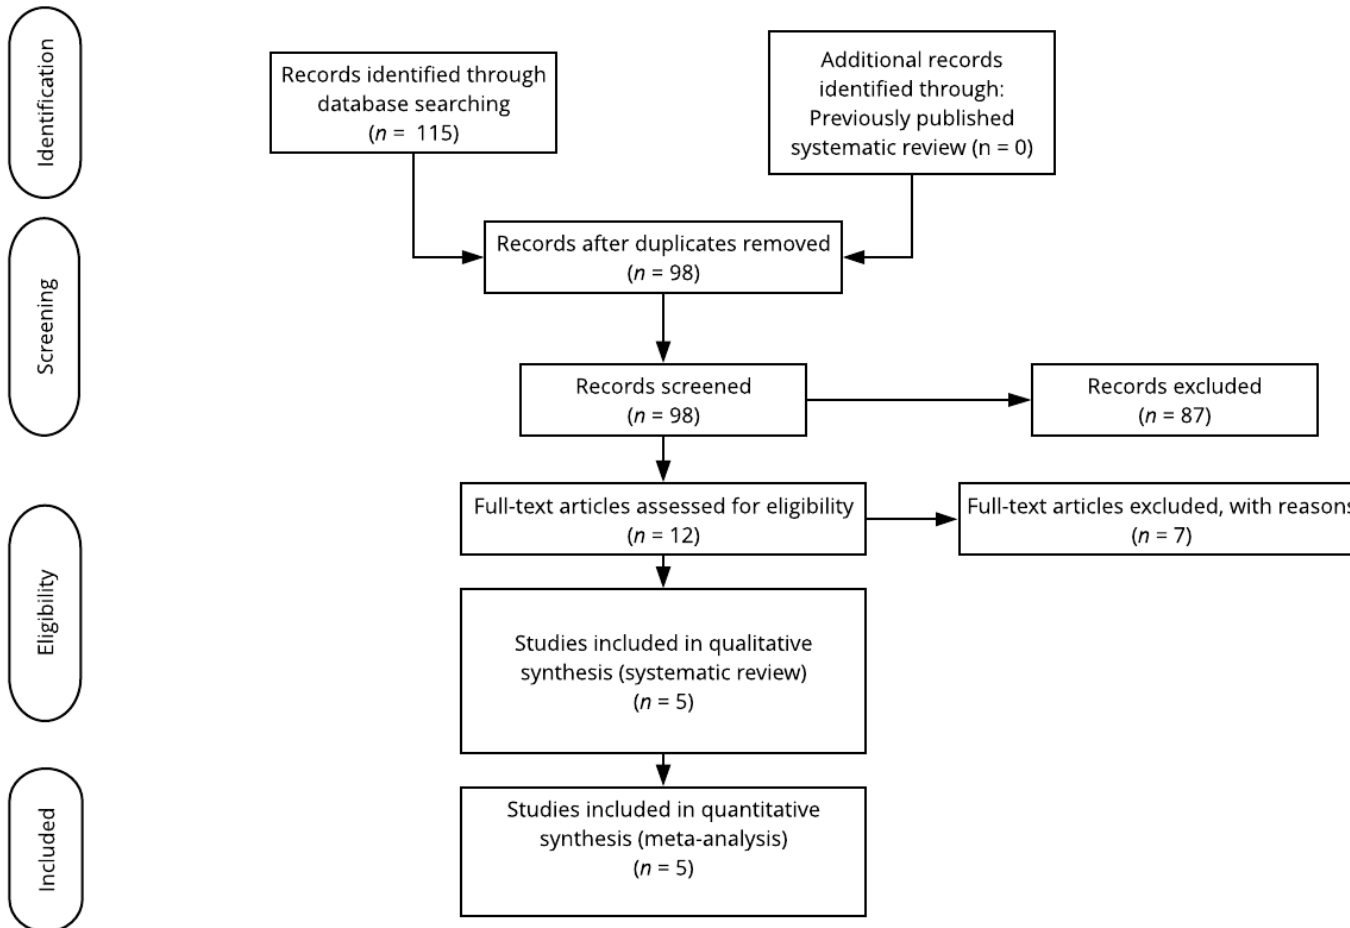 Identification
Records identified through
database searching
(n = 115)
Additional records
identified through:
Previously published
systematic review (n = 0)
Screening
Records after duplicates removed
(n = 98)
Records screened
(n = 98)
Records excluded
(n = 87)
Eligibility
Full-text articles assessed for eligibility
(n = 12)
Full-text articles excluded, with reasons
(n = 7)
Studies included in qualitative
synthesis (systematic review)
(n = 5)
Included
Studies included in quantitative
synthesis (meta-analysis)
(n = 5)